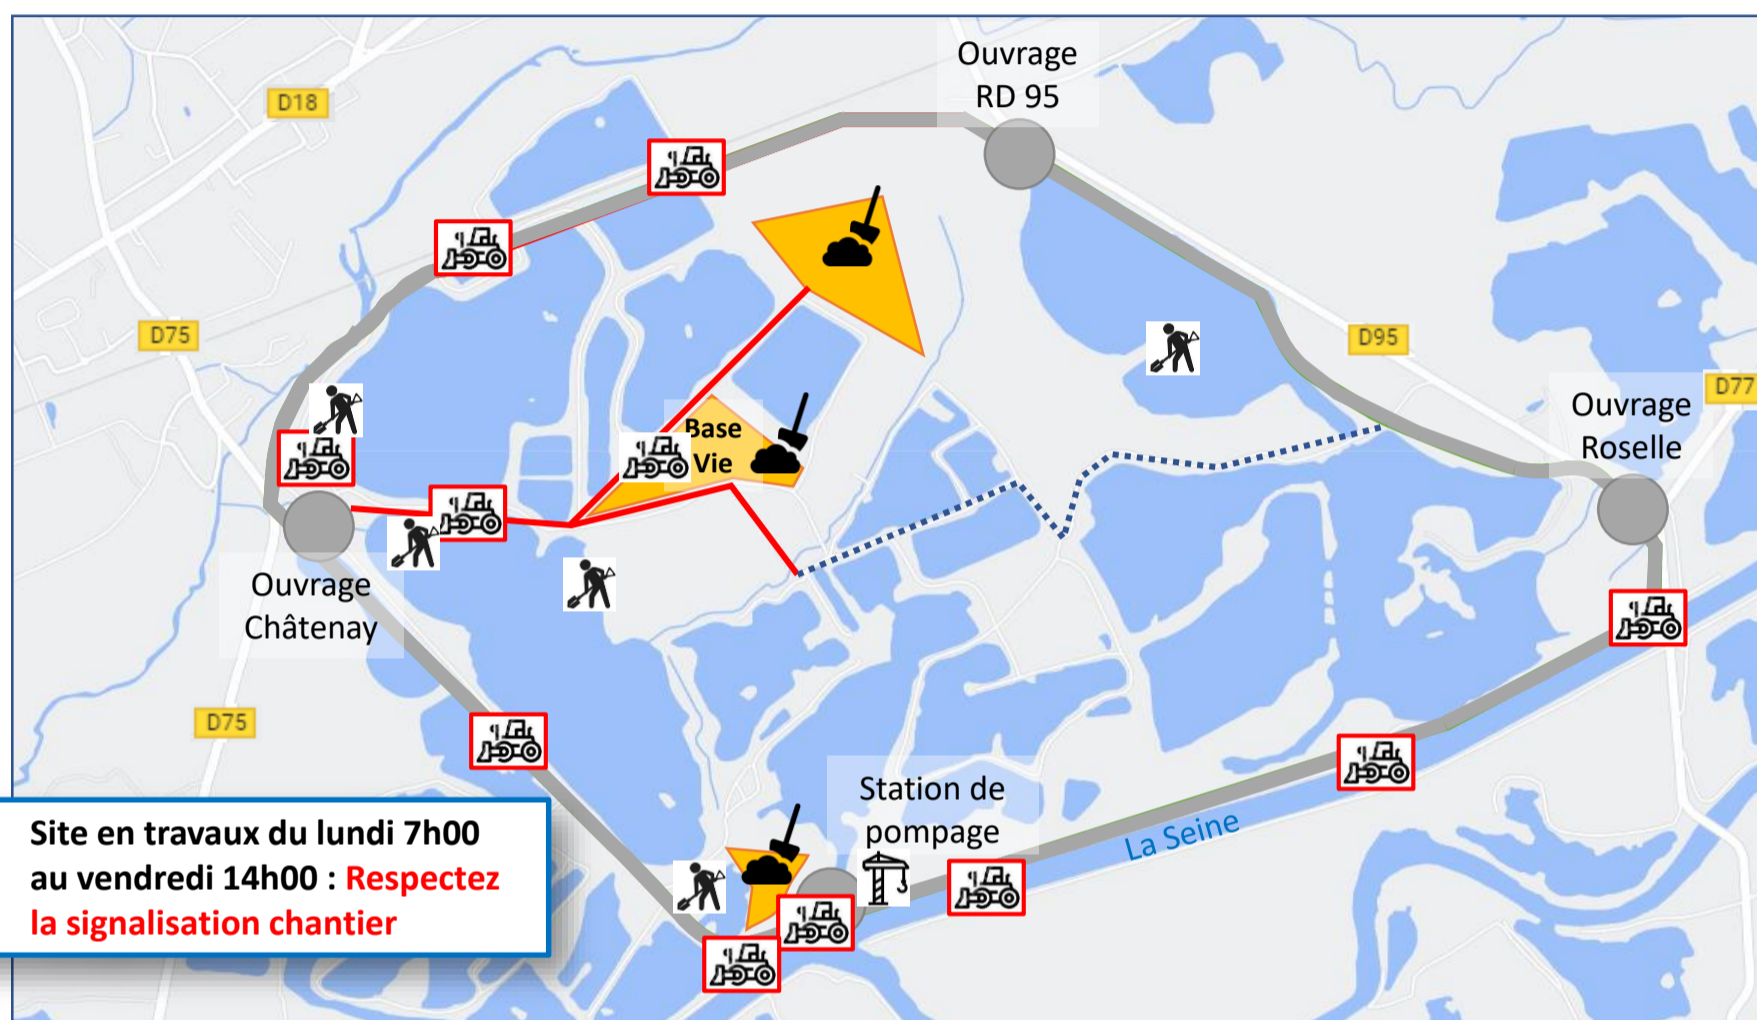 Ouvrage
RD 95
D18
D75
D95
D77
Ouvrage
Roselle
Base
Vie
Ouvrage
Châtenay
D75
Station de
pompage
La Seine
Site en travaux du lundi 7h00
au vendredi 14h00 : Respectez
la signalisation chantier